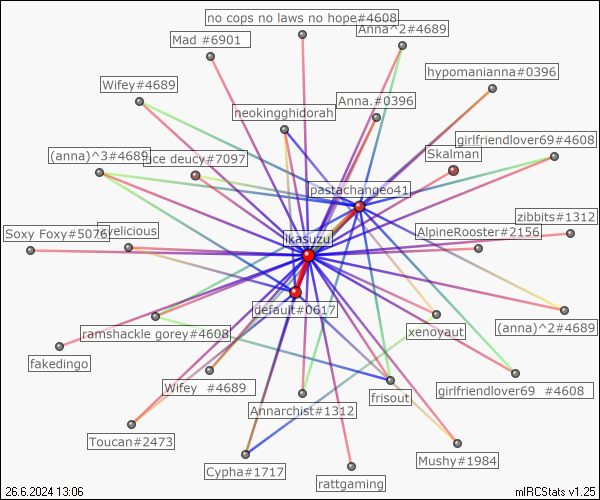 no cops no laws no hope#4608
Anna^2#4689
Mad #6901
hypomanianna#0396
Wifey#4689
Anna.#0396
neokingghidorah
girlfriendlover69#4608
Skalman
(anna)^3#4689
uce deucy#7097
pastachangeo41
zibbits#1312
Soxy Foxy#5076
yelicious
ikasuzu
AlpineRooster#2156
default#0617
(anna)^2#4689
ramshackle gorey#4608
xenoyaut
fakedingo
Wifey #4689
girlfriendlover69 #4608
frisout
Annarchist#1312
Toucan#2473
Mushy#1984
Cypha#1717
rattgaming
26.6.2024 13:06
mIRCStats v1.25